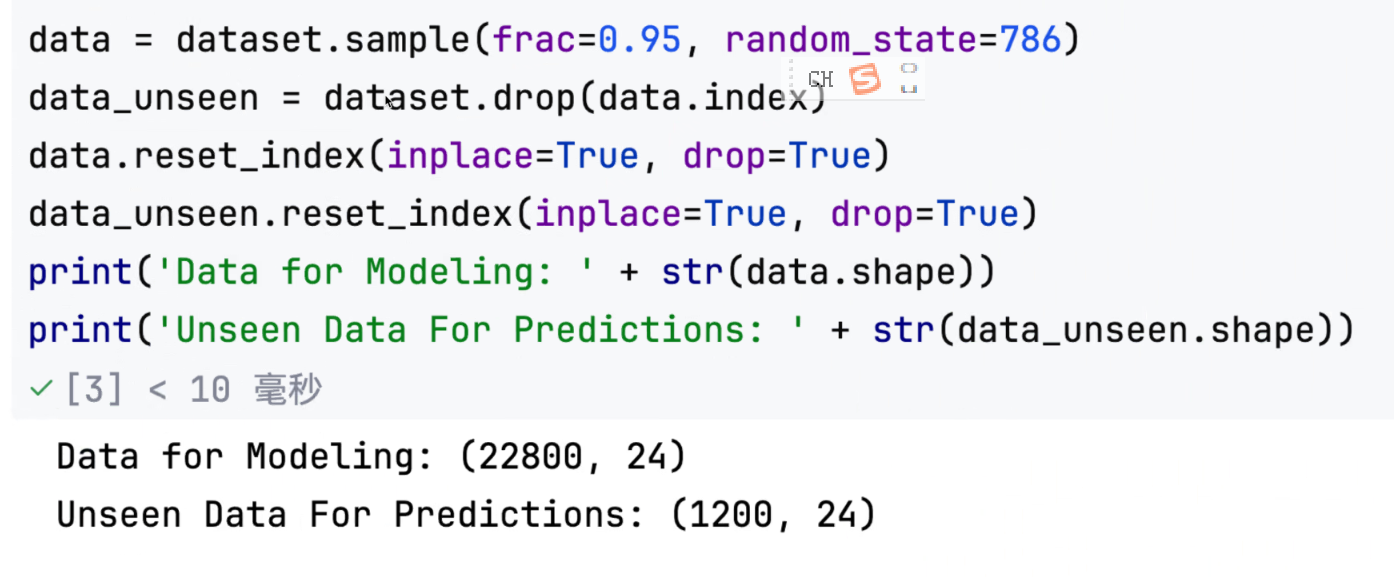 data = dataset.sample(frac=0.95, random_state=786)
data_unseen = dataset.drop(data.index)
data.reset_index(inplace=True, drop=True)
data_unseen.reset_index(inplace=True, drop=True)
print('Data for Modeling: ' + str(data.shape))
print('Unseen Data For Predictions: ' + str(data_unseen.shape))
[3] < 10 毫秒
Data for Modeling: (22800, 24)
Unseen Data For Predictions: (1200, 24)